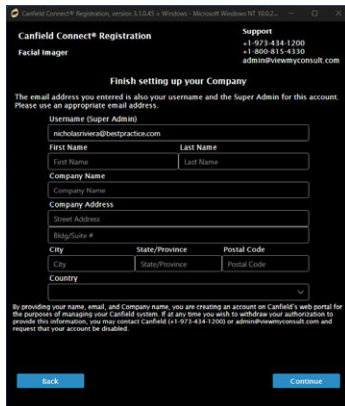 Canfield Connect® Registration, version 3.1.0.45 × Windows - Microsoft Windows NT 10.0.2...
Canfield Connect® Registration
Facial Imager
Support
+1-973-434-1200
+1-800-815-4330
admin@viewmyconsult.com
Finish setting up your Company
The email address you entered is also your username and the Super Admin for this account.
Please use an appropriate email address.
Username (Super Admin)
nicholasriviera@bestpractice.com
First Name Last Name
First Name Last Name
Company Name
Company Name
Company Address
Street Address
Bldg/Suite #
City State/Province Postal Code
City State/Province Postal Code
Country
By providing your name, email, and Company name, you are creating an account on Canfield's web portal for
the purposes of managing your Canfield system. If at any time you wish to withdraw your authorization to
provide this information, you may contact Canfield (+1-973-434-1200) or admin@viewmyconsult.com and
request that your account be disabled.
Back Continue